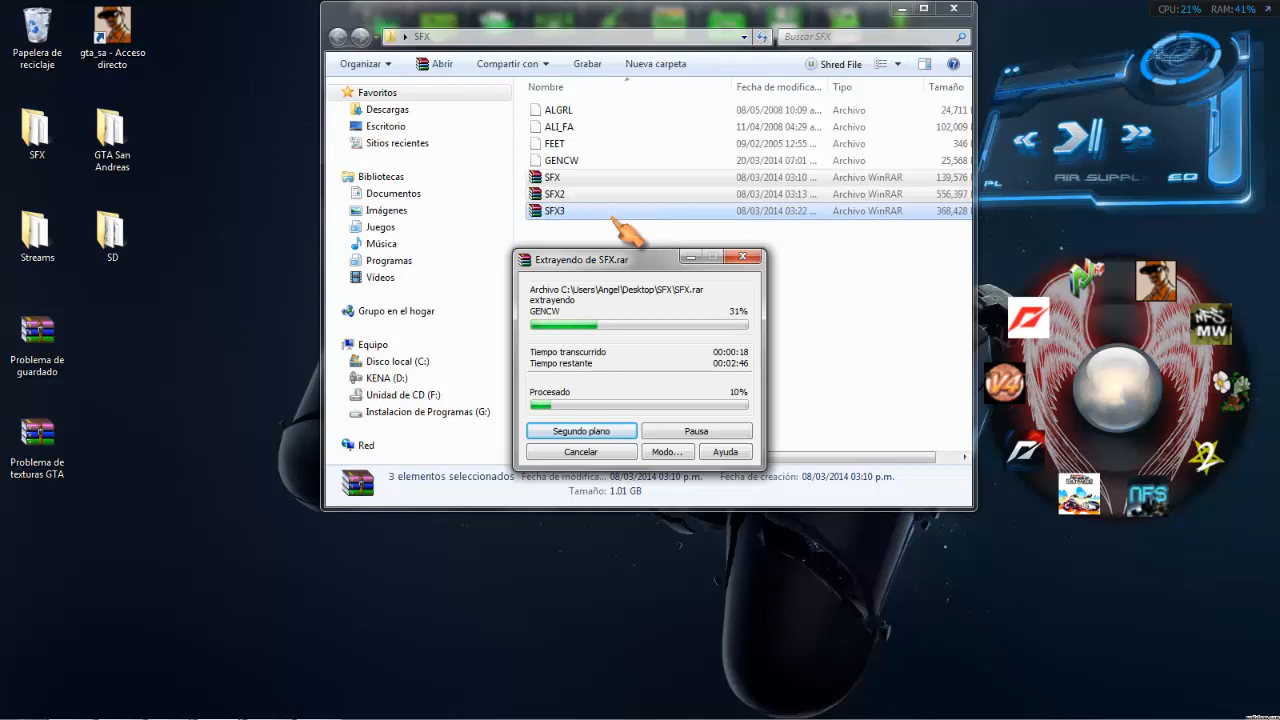 CPU: 21% RAM: 41%
Papelera de
reciclaje
gta_sa - Acceso
directo
SFX
GTA San
Andreas
Streams
SD
Problema de
guardado
Problema de
texturas GTA
SFX
Buscar SFX
Organizar
Abrir
Compartir con
Grabar
Nueva carpeta
Shred File
Favoritos
Descargas
Escritorio
Sitios recientes
Bibliotecas
Documentos
Imágenes
Juegos
Música
Programas
Vídeos
Grupo en el hogar
Equipo
Disco local (C:)
KENA (D:)
Unidad de CD (F:)
Instalacion de Programas (G:)
Red
Nombre Fecha de modifica... Tipo Tamaño
ALGRL 08/05/2008 10:09 a... Archivo 24,711
ALI_FA 11/04/2008 04:29 a... Archivo 102,009
FEET 09/02/2005 12:55 ... Archivo 346
GENCW 20/03/2014 07:01 ... Archivo 25,568
SFX 08/03/2014 03:10 ... Archivo WinRAR 139,576
SFX2 08/03/2014 03:13 ... Archivo WinRAR 556,397
SFX3 08/03/2014 03:22 ... Archivo WinRAR 368,428
Extrayendo de SFX.rar
Archivo C:\Users\Angel\Desktop\SFX\SFX.rar
extrayendo
GENCW 31%
Tiempo transcurrido 00:00:18
Tiempo restante 00:02:46
Procesado 10%
Segundo plano
Pausa
Cancelar
Modo...
Ayuda
3 elementos seleccionados Fecha de modifica... 08/03/2014 03:10 p.m. Fecha de creación: 08/03/2014 03:10 p.m.
Tamaño: 1.01 GB
PL AIR SUPPL EQ
NFS
MW
V4
2
NFS